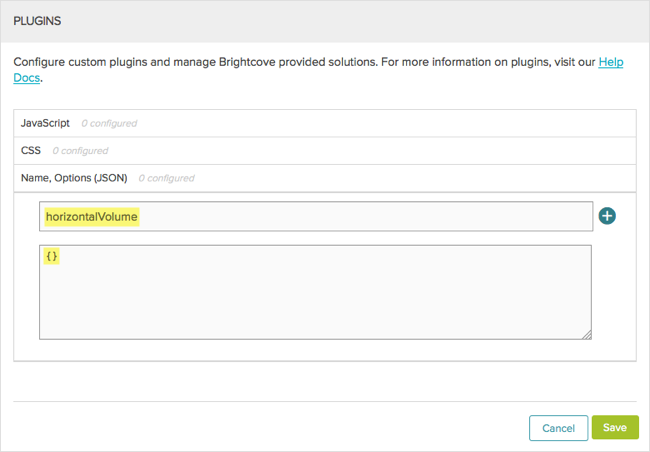 PLUGINS
Configure custom plugins and manage Brightcove provided solutions. For more information on plugins, visit our Help
Docs.
JavaScript 0 configured
CSS 0 configured
Name, Options (JSON) 0 configured
horizontalVolume
{}
Cancel Save